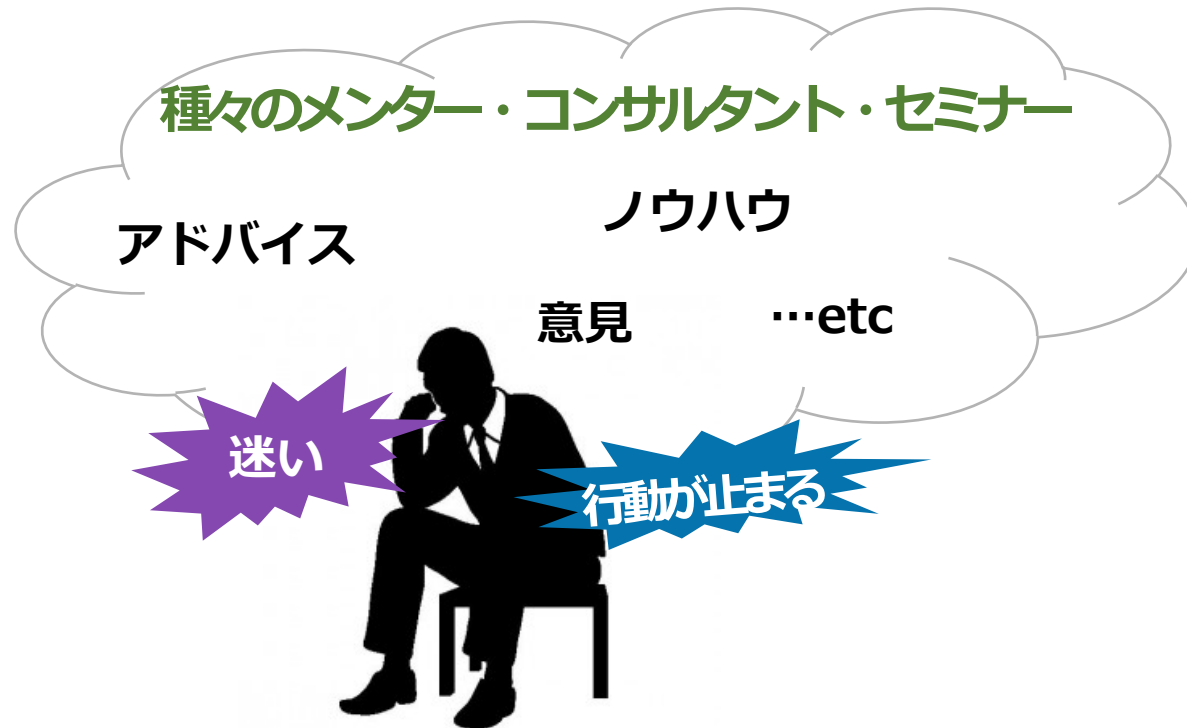 種々のメンター・コンサルタント・セミナー
ノウハウ
アドバイス
意見
…etc
迷い
行動が止まる